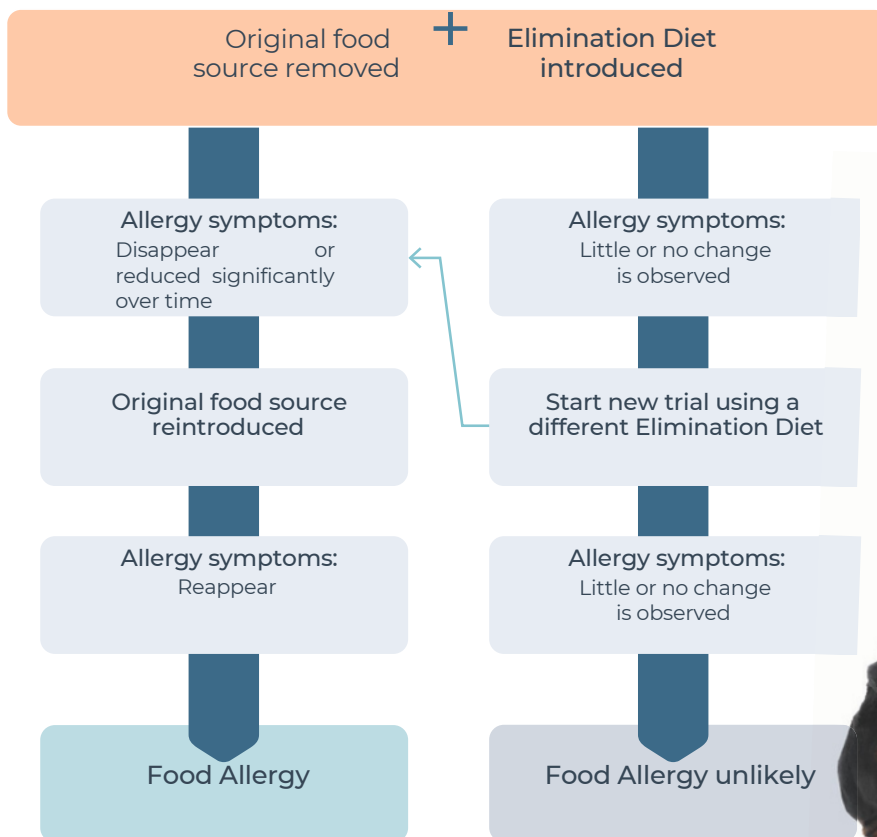 Original food
source removed
+
Elimination Diet
introduced
Allergy symptoms:
Disappear or
reduced significantly
over time
Allergy symptoms:
Little or no change
is observed
Original food source
reintroduced
Start new trial using a
different Elimination Diet
Allergy symptoms:
Reappear
Allergy symptoms:
Little or no change
is observed
Food Allergy
Food Allergy unlikely